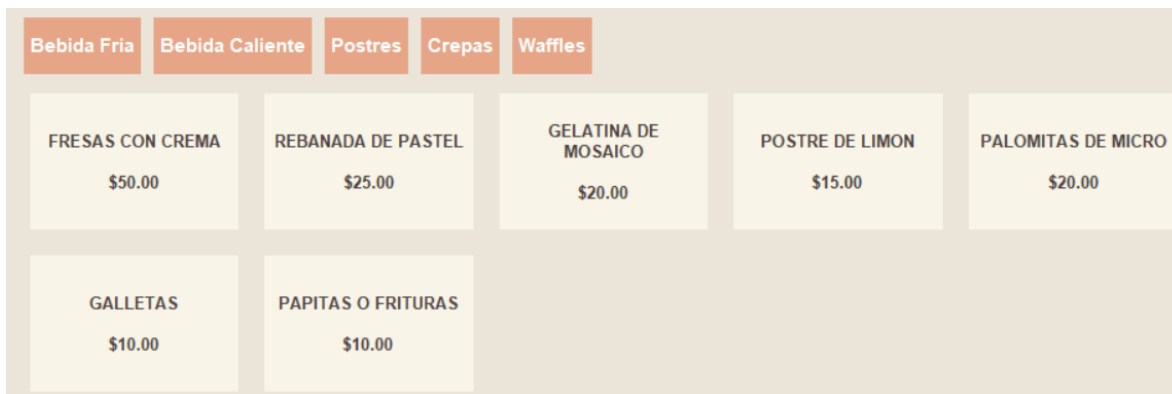 Bebida Fria
Bebida Caliente
Postres
Crepas
Waffles
FRESAS CON CREMA
$50.00
REBANADA DE PASTEL
$25.00
GELATINA DE
MOSAICO
$20.00
POSTRE DE LIMON
$15.00
PALOMITAS DE MICRO
$20.00
GALLETAS
$10.00
PAPITAS O FRITURAS
$10.00